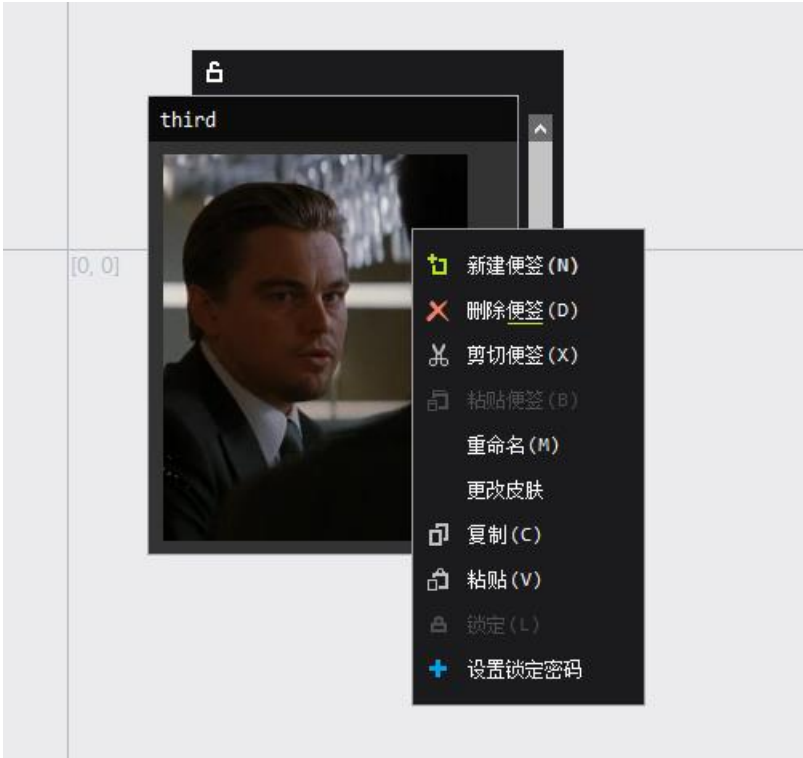 third
[0, 0]
新建便签(N)
删除便签(D)
剪切便签(X)
粘贴便签(B)
重命名(M)
更改皮肤
复制(C)
粘贴(V)
锁定(L)
设置锁定密码